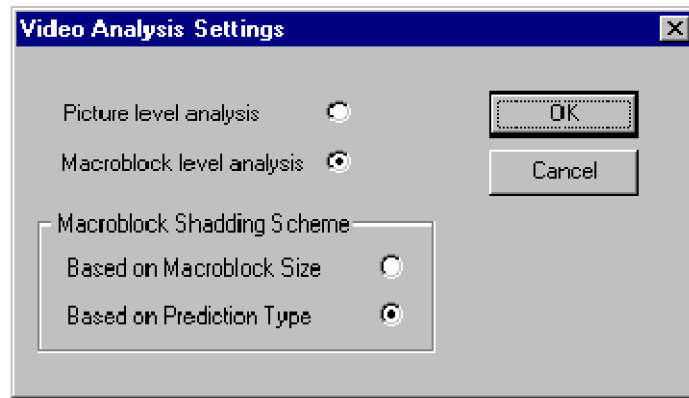 Video Analysis Settings
Picture level analysis
OK
Macroblock level analysis
Cancel
Macroblock Shadding Scheme
Based on Macroblock Size
Based on Prediction Type